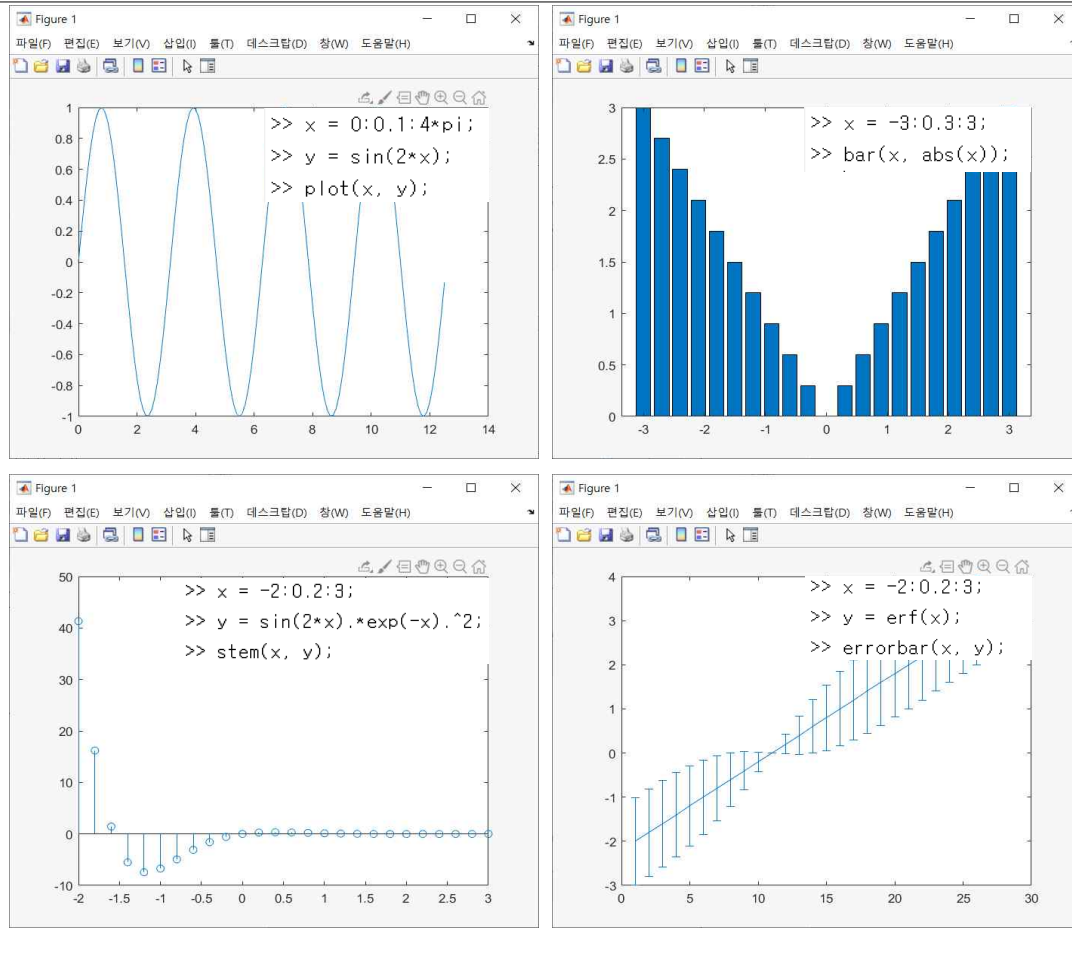 Figure 1
파일(F) 편집(E) 보기(V) 삽입(I) 툴(T) 데스크탑(D) 창(W) 도움말(H)
>> x = 0:0.1:4*pi;
>> y = sin(2*x);
>> plot(x, y);
1
0.8
0.6
0.4
0.2
0
-0.2
-0.4
-0.6
-0.8
-1
0 2 4 6 8 10 12 14
Figure 1
파일(F) 편집(E) 보기(V) 삽입(I) 툴(T) 데스크탑(D) 창(W) 도움말(H)
>> x = -3:0.3:3;
>> bar(x, abs(x));
3
2.5
2
1.5
1
0.5
0
-3 -2 -1 0 1 2 3
Figure 1
파일(F) 편집(E) 보기(V) 삽입(I) 툴(T) 데스크탑(D) 창(W) 도움말(H)
>> x = -2:0.2:3;
>> y = sin(2*x).*exp(-x).^2;
>> stem(x, y);
50
40
30
20
10
0
-10
-2 -1.5 -1 -0.5 0 0.5 1 1.5 2 2.5 3
Figure 1
파일(F) 편집(E) 보기(V) 삽입(I) 툴(T) 데스크탑(D) 창(W) 도움말(H)
>> x = -2:0.2:3;
>> y = erf(x);
>> errorbar(x, y);
4
3
2
1
0
-1
-2
-3
0 5 10 15 20 25 30